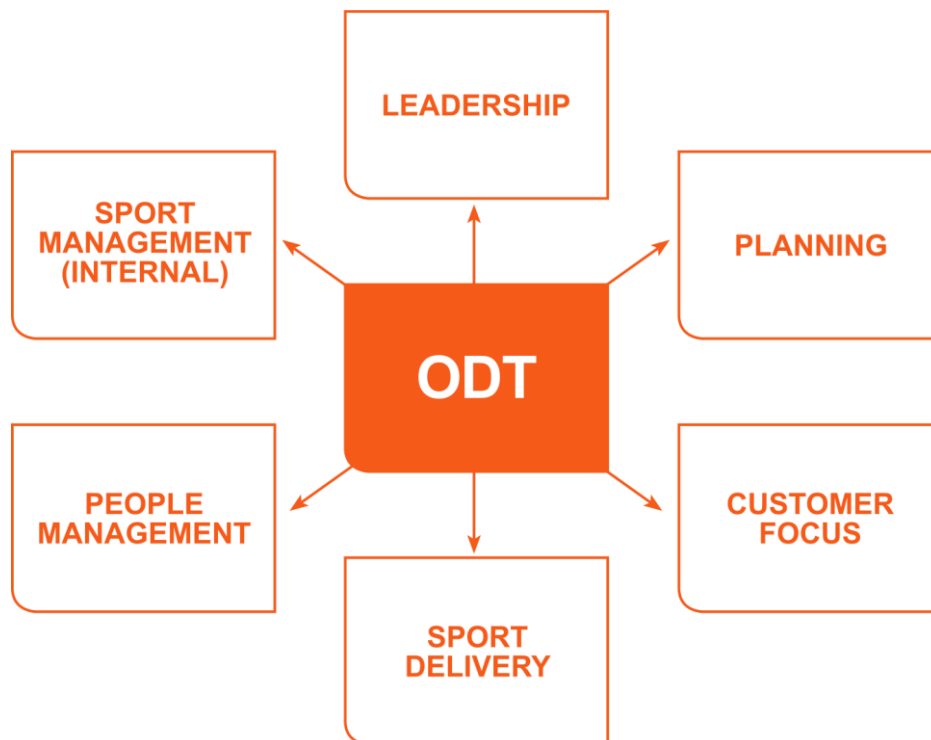 LEADERSHIP
SPORT
MANAGEMENT
(INTERNAL)
PLANNING
ODT
PEOPLE
MANAGEMENT
CUSTOMER
FOCUS
SPORT
DELIVERY